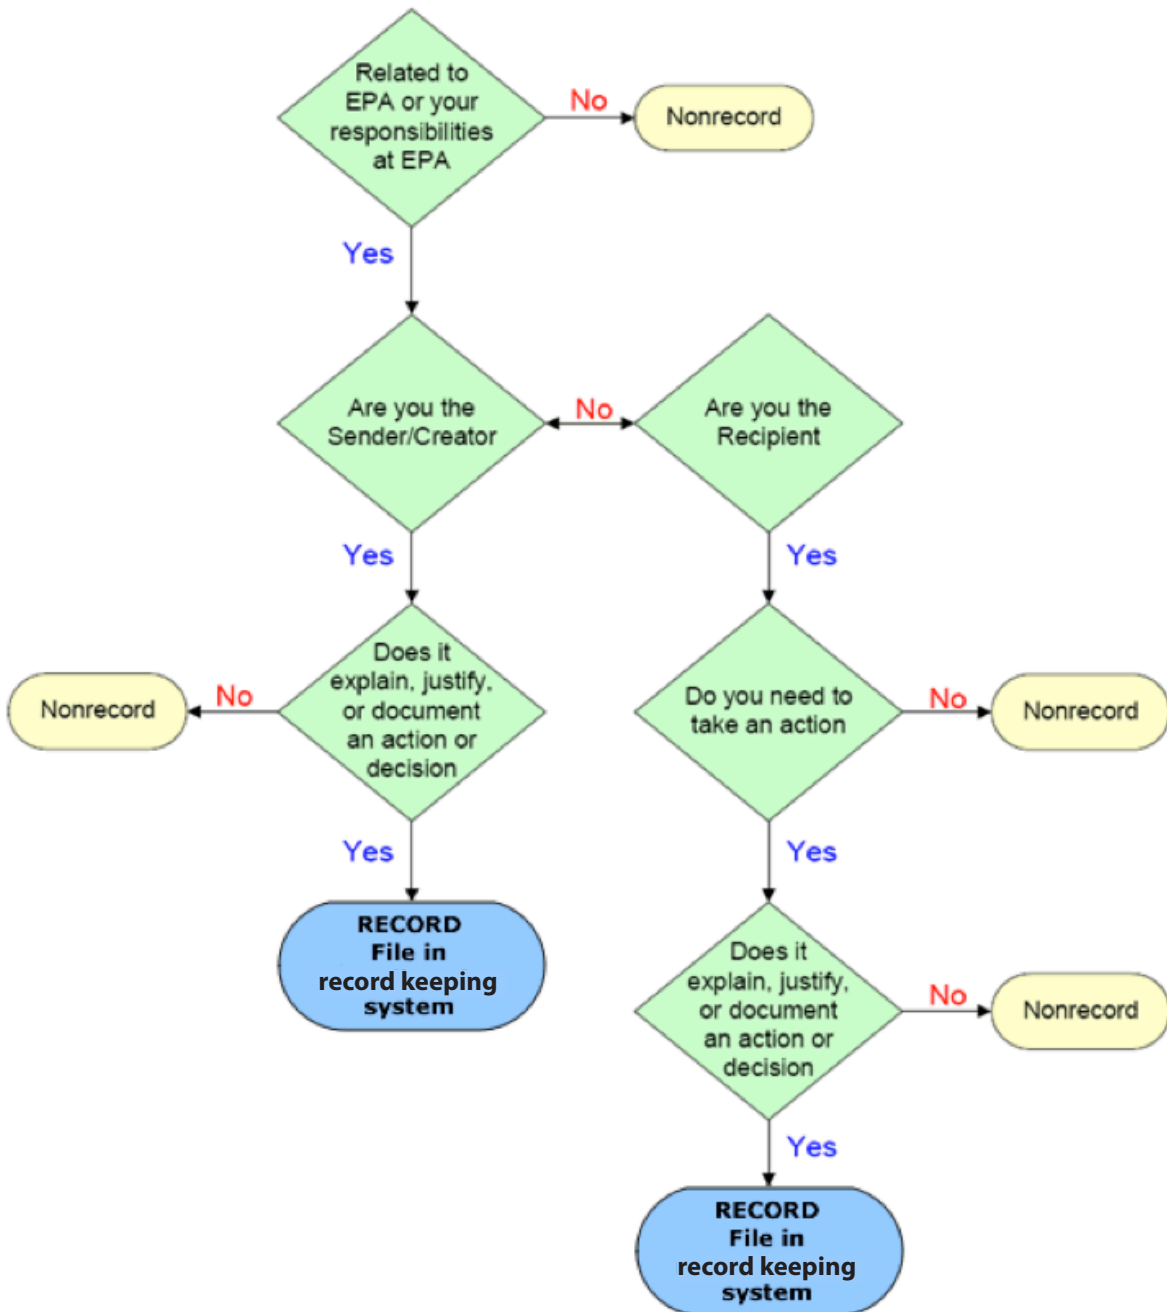 Related to
EPA or your
responsibilities
at EPA
No
Nonrecord
Yes
Are you the
Sender/Creator
No
Are you the
Recipient
Yes
Yes
Does it
explain, justify,
or document
an action or
decision
No
Nonrecord
Do you need to
take an action
No
Nonrecord
Yes
Yes
RECORD
File in
record keeping
system
Does it
explain, justify,
or document
an action or
decision
No
Nonrecord
Yes
RECORD
File in
record keeping
system